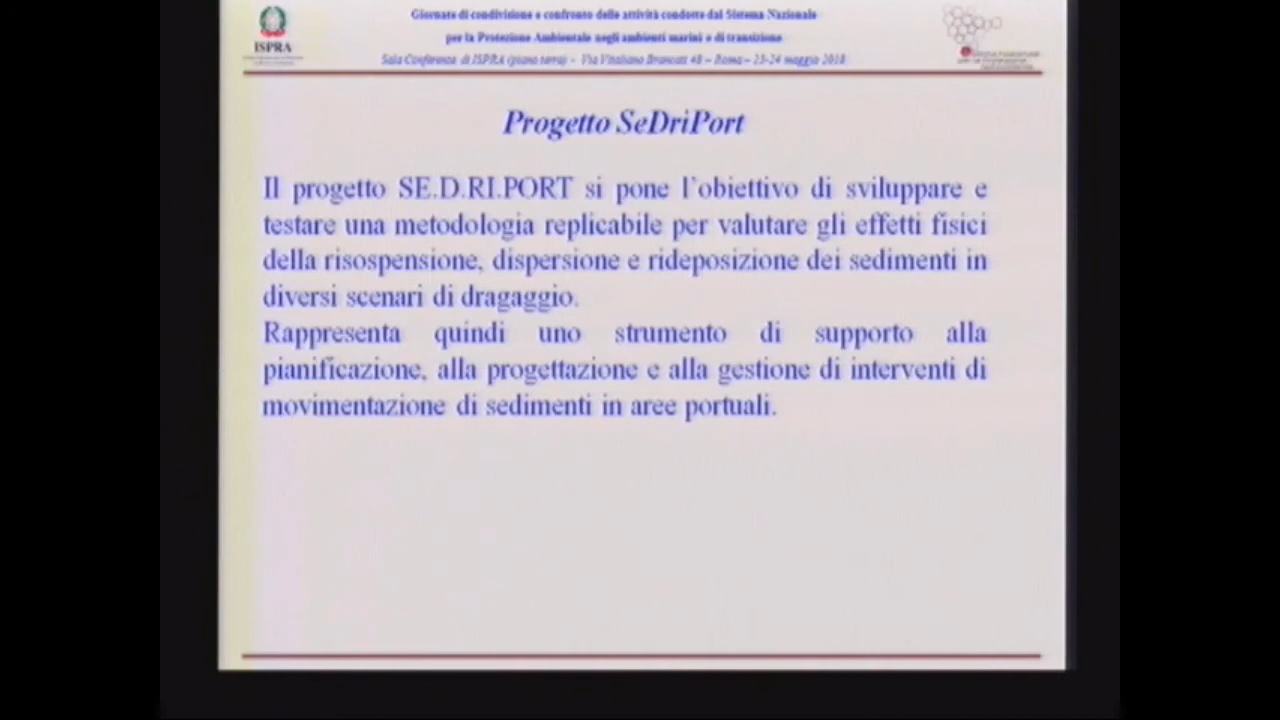 Giornate di condivisione e confronto delle attività condotte dal Sistema Nazionale
per la Protezione Ambientale negli ambienti marini e di transizione
Sala Conferenze di ISPRA (piano terra) - Via Vitaliano Brancati 48 – Roma – 23-24 maggio 2018
ISPRA
Progetto SeDriPort
Il progetto SE.D.RI.PORT si pone l'obiettivo di sviluppare e
testare una metodologia replicabile per valutare gli effetti fisici
della risospensione, dispersione e rideposizione dei sedimenti in
diversi scenari di dragaggio.
Rappresenta quindi uno strumento di supporto alla
pianificazione, alla progettazione e alla gestione di interventi di
movimentazione di sedimenti in aree portuali.